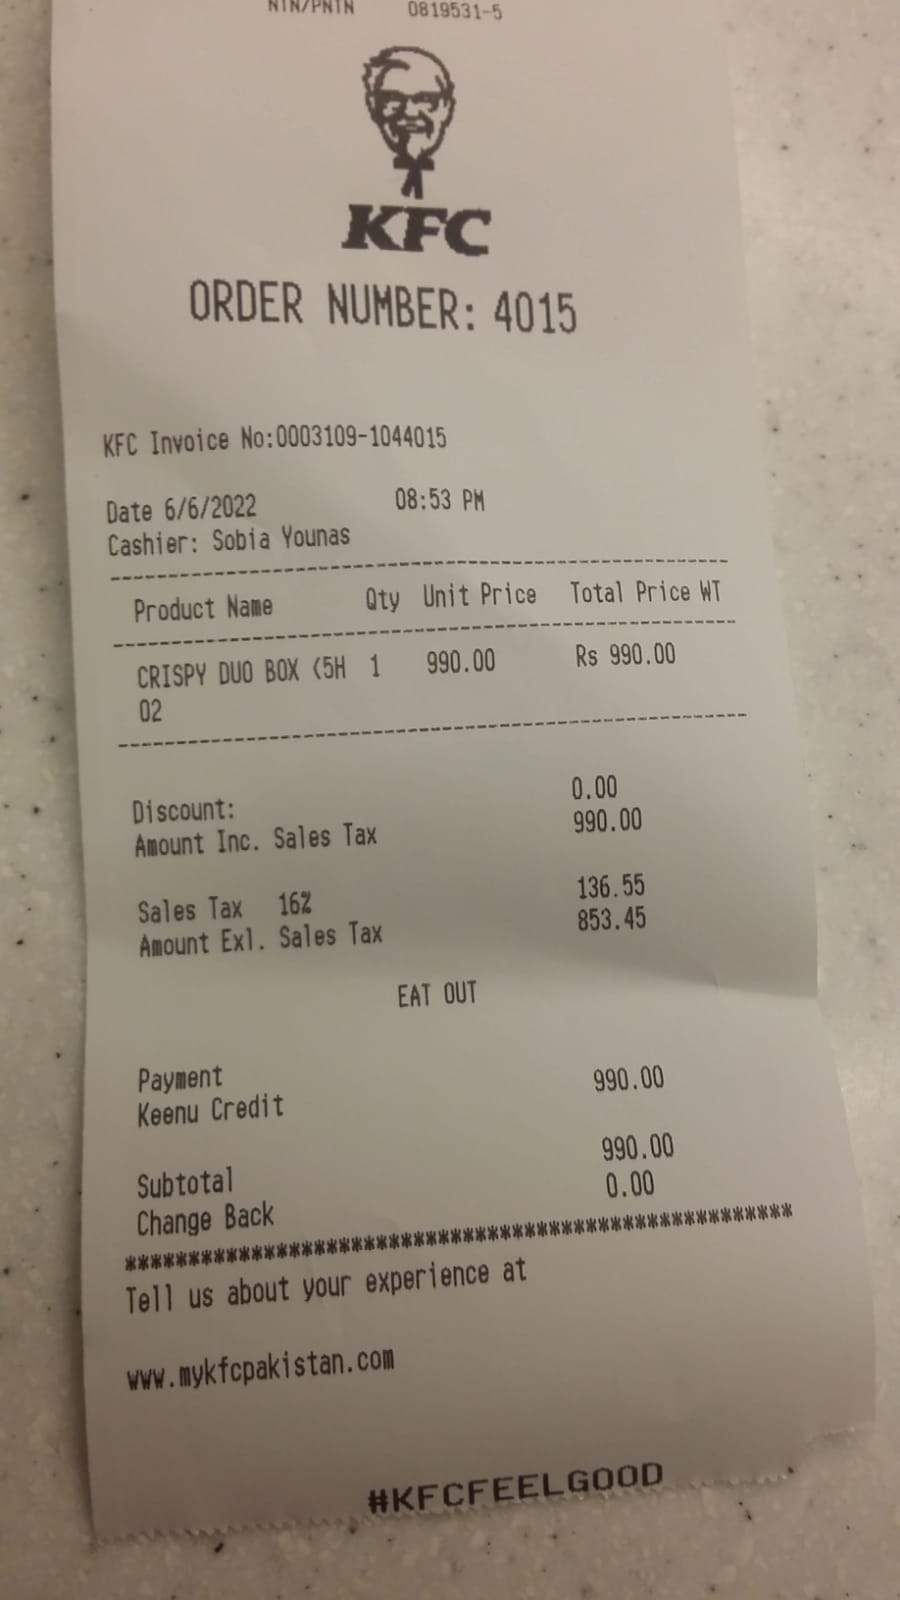 NTN/PNTN 0819531-5
KFC
ORDER NUMBER: 4015
KFC Invoice No:0003109-1044015
Date 6/6/2022 08:53 PM
Cashier: Sobia Younas
Product Name Qty Unit Price Total Price WT
CRISPY DUO BOX (5H 1 990.00 Rs 990.00
02
Discount: 0.00
Amount Inc. Sales Tax 990.00
Sales Tax 16% 136.55
Amount Exl. Sales Tax 853.45
EAT OUT
Payment
Keenu Credit 990.00
Subtotal 990.00
Change Back 0.00
*****************************************************
Tell us about your experience at
www.mykfcpakistan.com
#KFCFEELGOOD